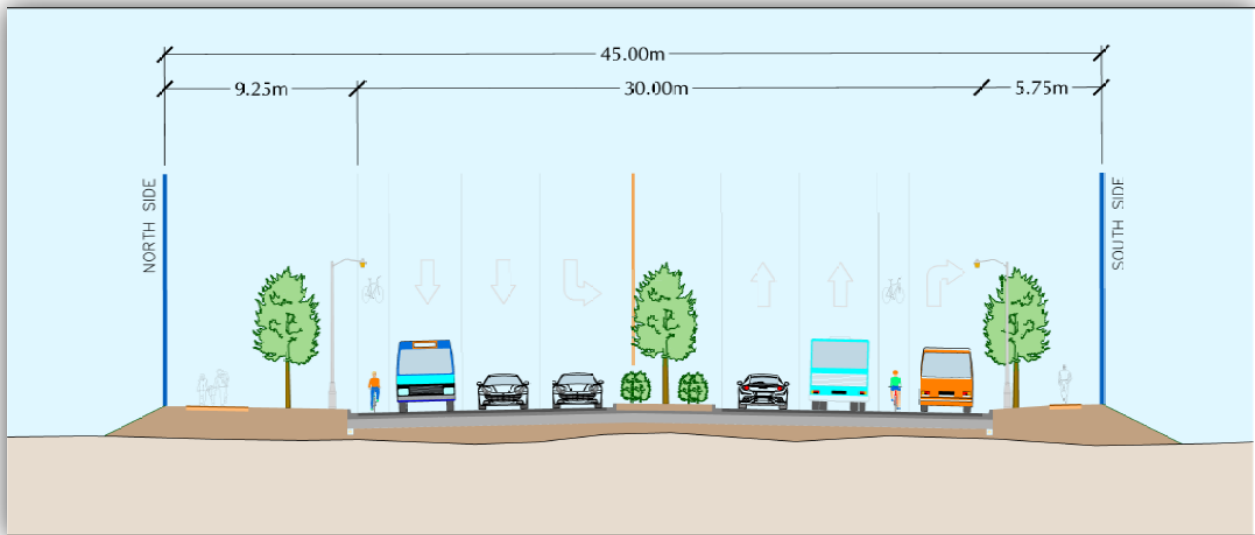 45.00m
9.25m
30.00m
5.75m
NORTH SIDE
SOUTH SIDE